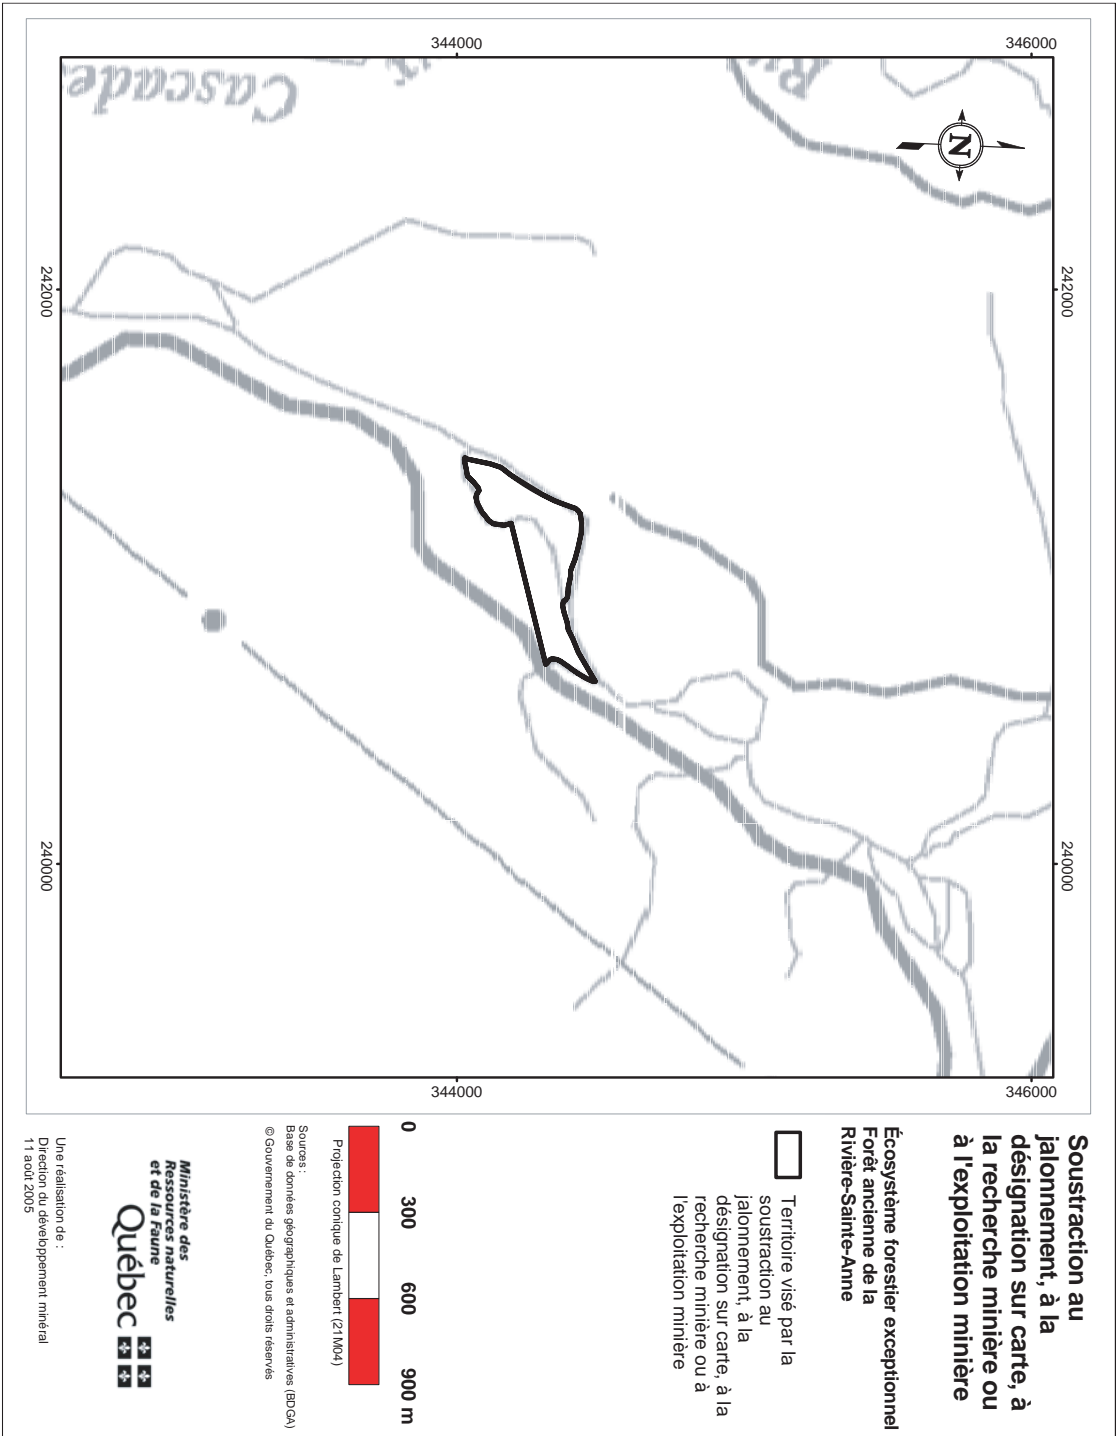 Soustraction au
jalonnement, à la
désignation sur carte, à
la recherche minière ou
à l'exploitation minière
Écosystème forestier exceptionnel
Forêt ancienne de la
Rivière-Sainte-Anne
Territoire visé par la
soustraction au
jalonnement, à la
désignation sur carte, à la
recherche minière ou à
l'exploitation minière
0 300 600 900 m
Projection conique de Lambert (21M04)
Sources :
Base de données géographiques et administratives (BDGA)
© Gouvernement du Québec, tous droits réservés
Ministère des
Ressources naturelles
et de la Faune
Québec
Une réalisation de :
Direction du développement minéral
11 août 2005
242000
240000
346000
346000
N
344000
344000
Cascade
242000
240000